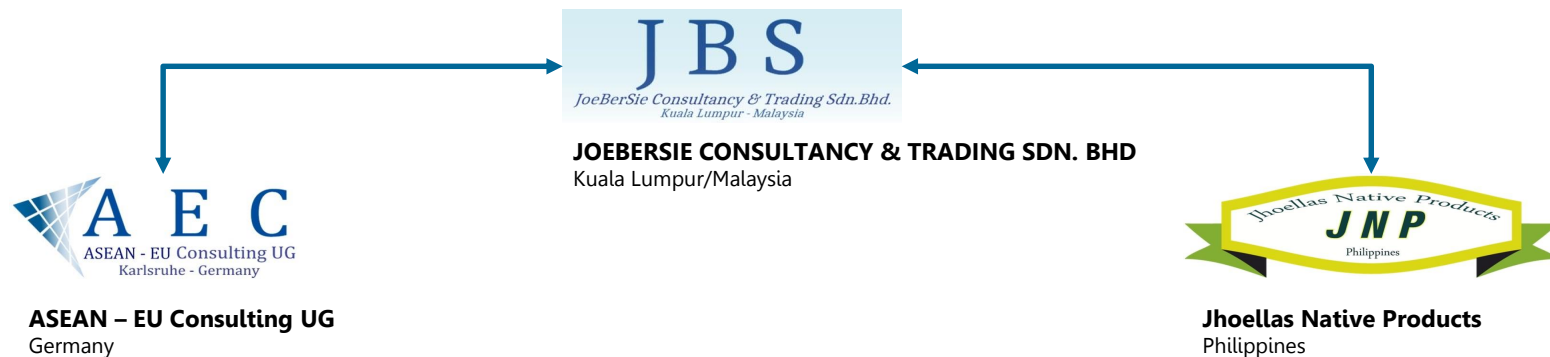 J B S
JoeBerSie Consultancy & Trading Sdn.Bhd.
Kuala Lumpur - Malaysia
JOEBERSIE CONSULTANCY & TRADING SDN. BHD
Kuala Lumpur/Malaysia
A E C
ASEAN - EU Consulting UG
Karlsruhe - Germany
ASEAN – EU Consulting UG
Germany
Jhoellas Native Products
JNP
Philippines
Jhoellas Native Products
Philippines